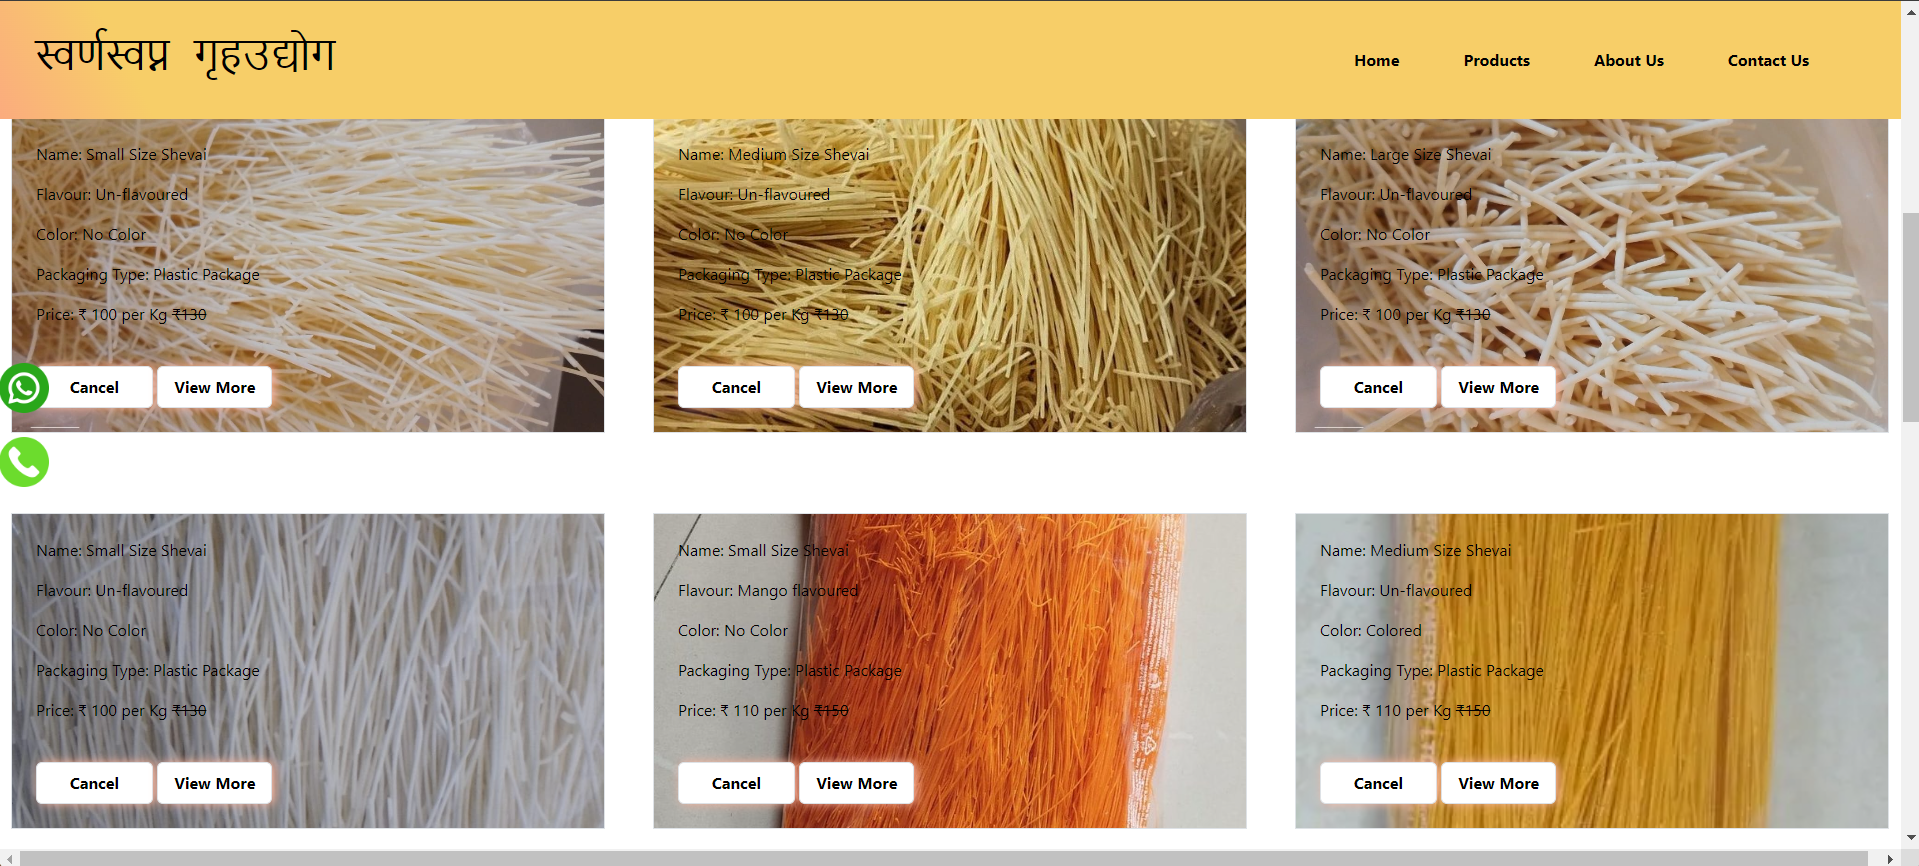 स्वर्णस्वप्न गृहउद्योग
Home Products About Us Contact Us
Name: Small Size Shevai
Flavour: Un-flavoured
Color: No Color
Packaging Type: Plastic Package
Price: ₹ 100 per Kg ₹130
Cancel View More
Name: Medium Size Shevai
Flavour: Un-flavoured
Color: No Color
Packaging Type: Plastic Package
Price: ₹ 100 per Kg ₹130
Cancel View More
Name: Large Size Shevai
Flavour: Un-flavoured
Color: No Color
Packaging Type: Plastic Package
Price: ₹ 100 per Kg ₹130
Cancel View More
Name: Small Size Shevai
Flavour: Un-flavoured
Color: No Color
Packaging Type: Plastic Package
Price: ₹ 100 per Kg ₹130
Cancel View More
Name: Small Size Shevai
Flavour: Mango flavoured
Color: No Color
Packaging Type: Plastic Package
Price: ₹ 110 per Kg ₹150
Cancel View More
Name: Medium Size Shevai
Flavour: Un-flavoured
Color: Colored
Packaging Type: Plastic Package
Price: ₹ 110 per Kg ₹150
Cancel View More